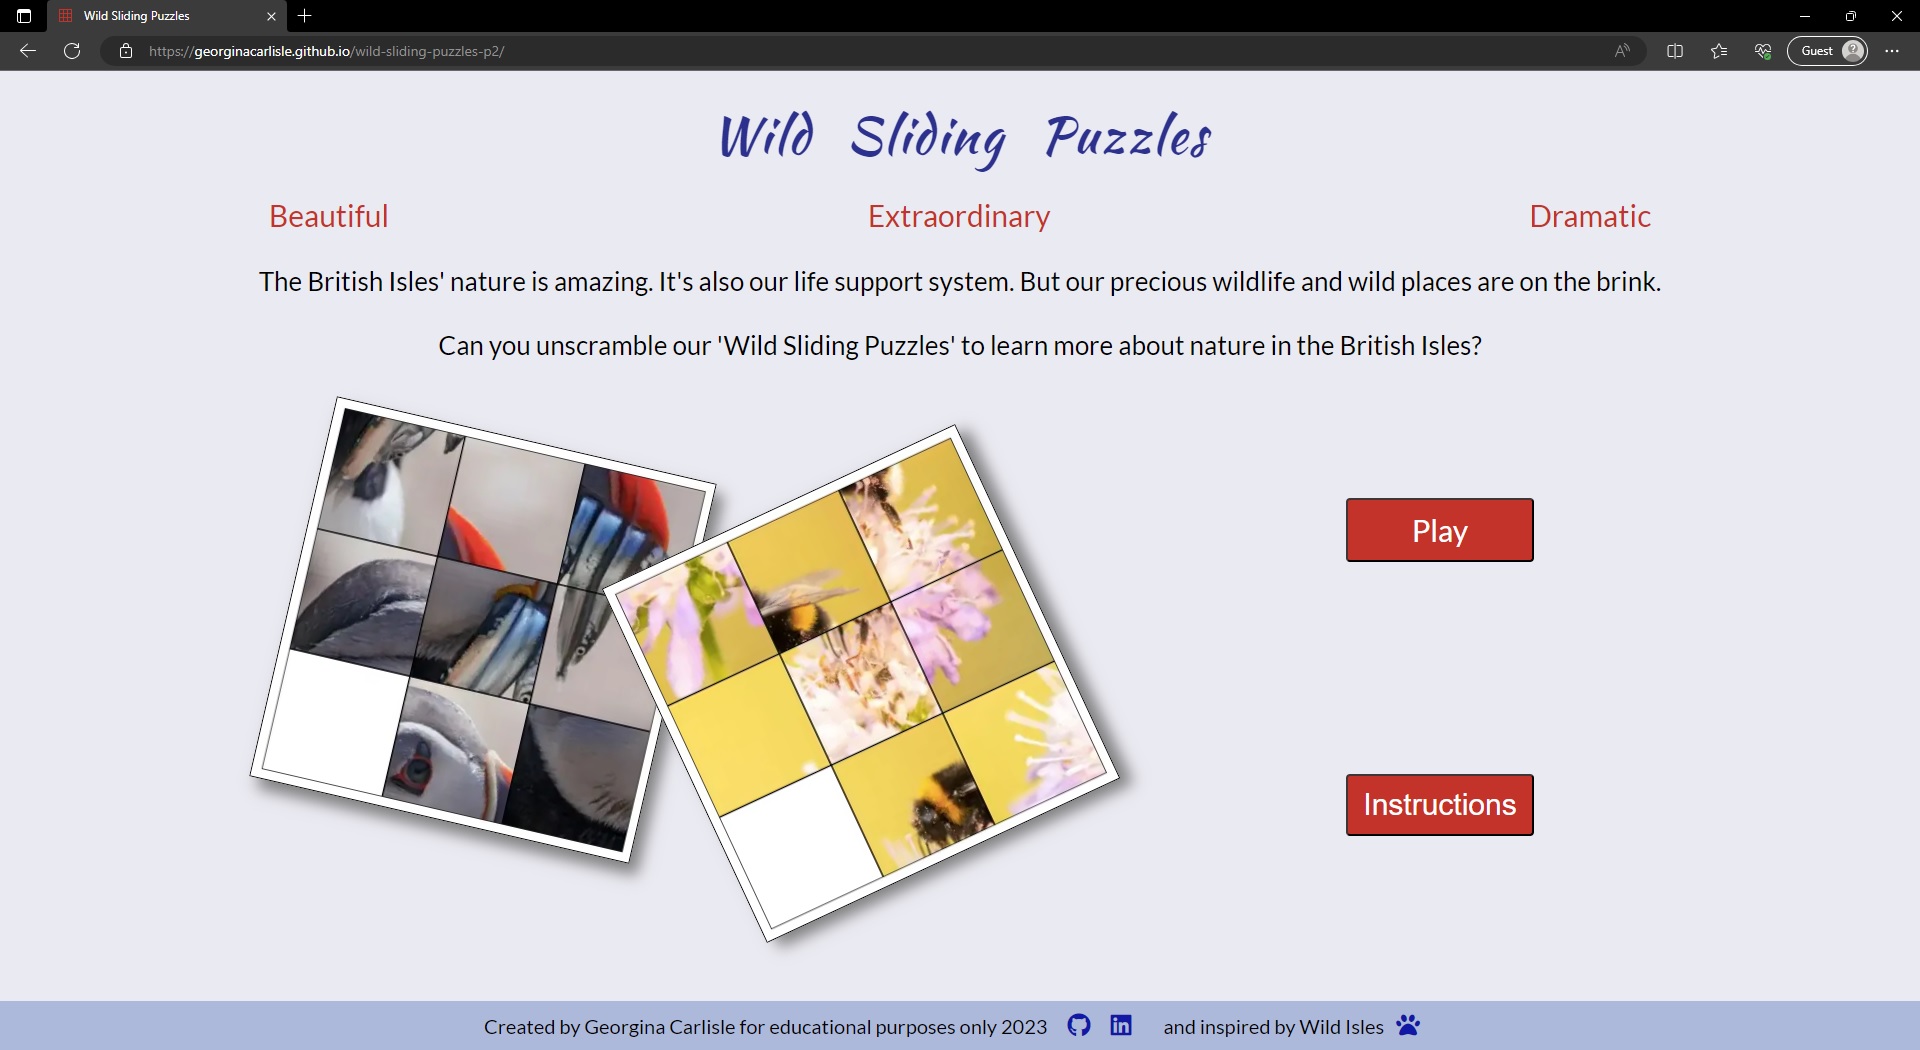 Wild Sliding Puzzles
https://georginacarlisle.github.io/wild-sliding-puzzles-p2/
Guest
Wild Sliding Puzzles
Beautiful Extraordinary Dramatic
The British Isles' nature is amazing. It's also our life support system. But our precious wildlife and wild places are on the brink.
Can you unscramble our 'Wild Sliding Puzzles' to learn more about nature in the British Isles?
Play
Instructions
Created by Georgina Carlisle for educational purposes only 2023 in and inspired by Wild Isles